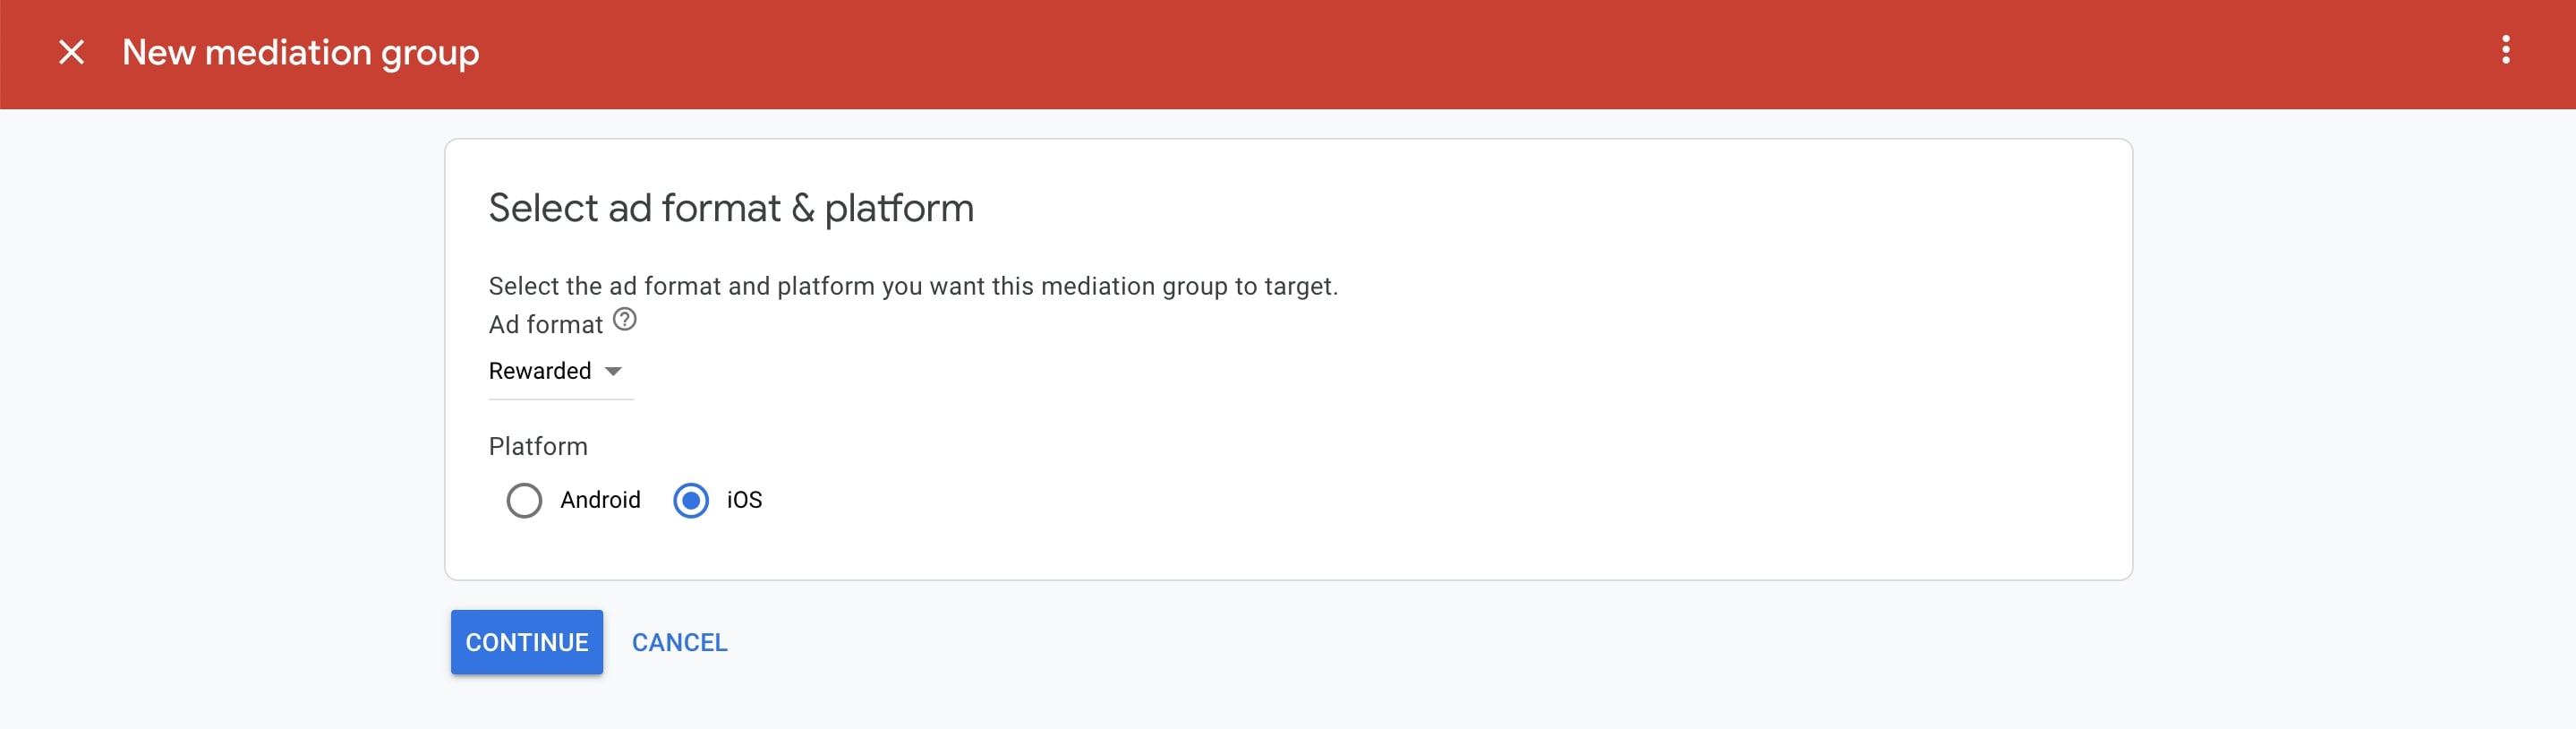 New mediation group
Select ad format & platform
Select the ad format and platform you want this mediation group to target.
Ad format
Rewarded
Platform
Android iOS
CONTINUE CANCEL